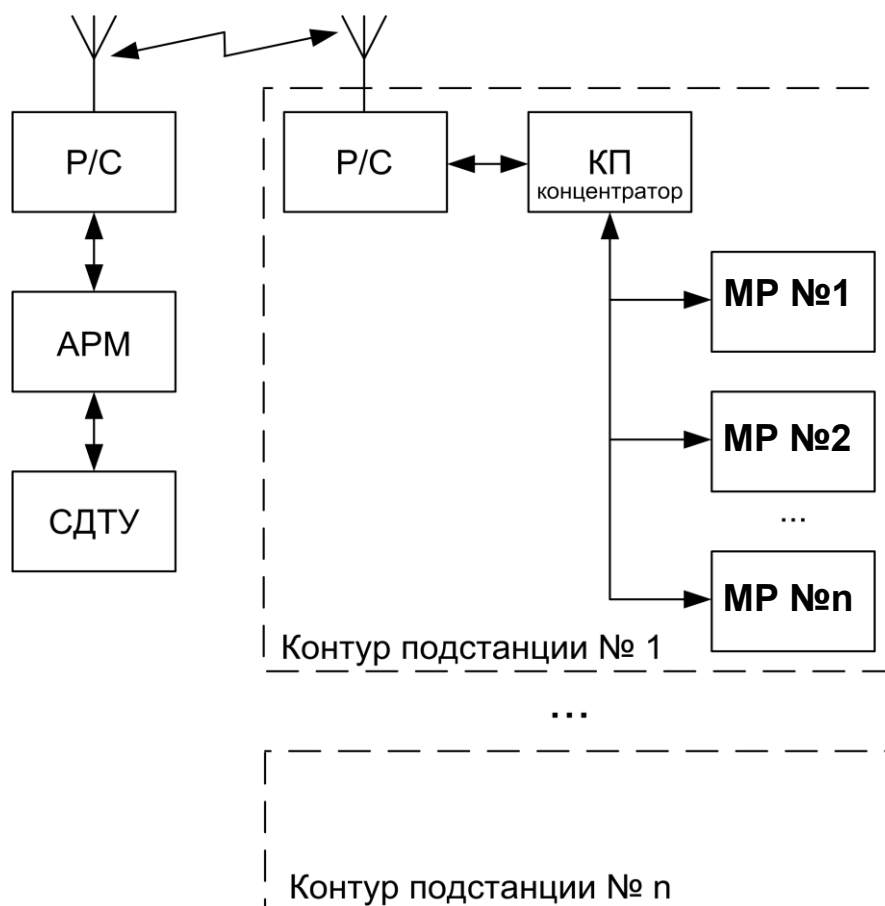 Р/С
АРМ
СДТУ
Р/С
КП
концентратор
МР №1
МР №2
...
МР №n
Контур подстанции № 1
...
Контур подстанции № n